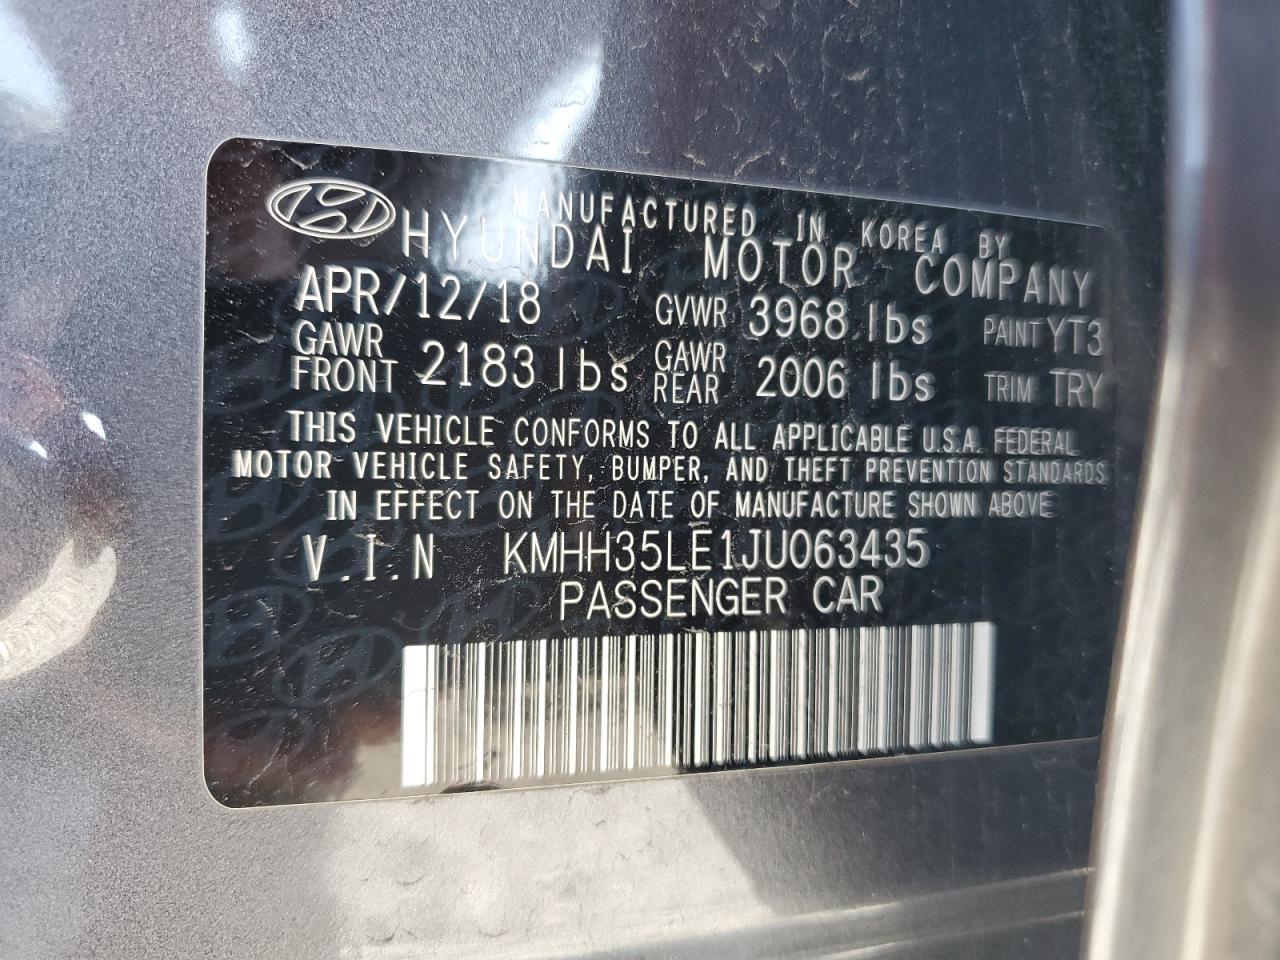 MANUFACTURED IN KOREA BY
HYUNDAI MOTOR COMPANY
APR/12/18 GVWR 3968 lbs PAINT YT3
GAWR FRONT 2183 lbs GAWR REAR 2006 lbs TRIM TRY
THIS VEHICLE CONFORMS TO ALL APPLICABLE U.S.A. FEDERAL
MOTOR VEHICLE SAFETY, BUMPER, AND THEFT PREVENTION STANDARDS
IN EFFECT ON THE DATE OF MANUFACTURE SHOWN ABOVE
V.I.N KMHH35LE1JU063435
PASSENGER CAR